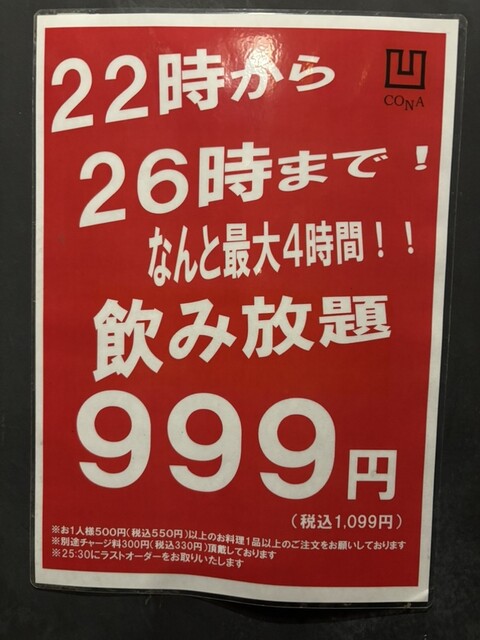 CONA
22時から
26時まで！
なんと最大4時間！！
飲み放題
999円
（税込1,099円）
※お1人様500円（税込550円）以上のお料理1品以上のご注文をお願いしております
※別途チャージ料300円（税込330円）頂戴しております
※25:30にラストオーダーをお取りいたします